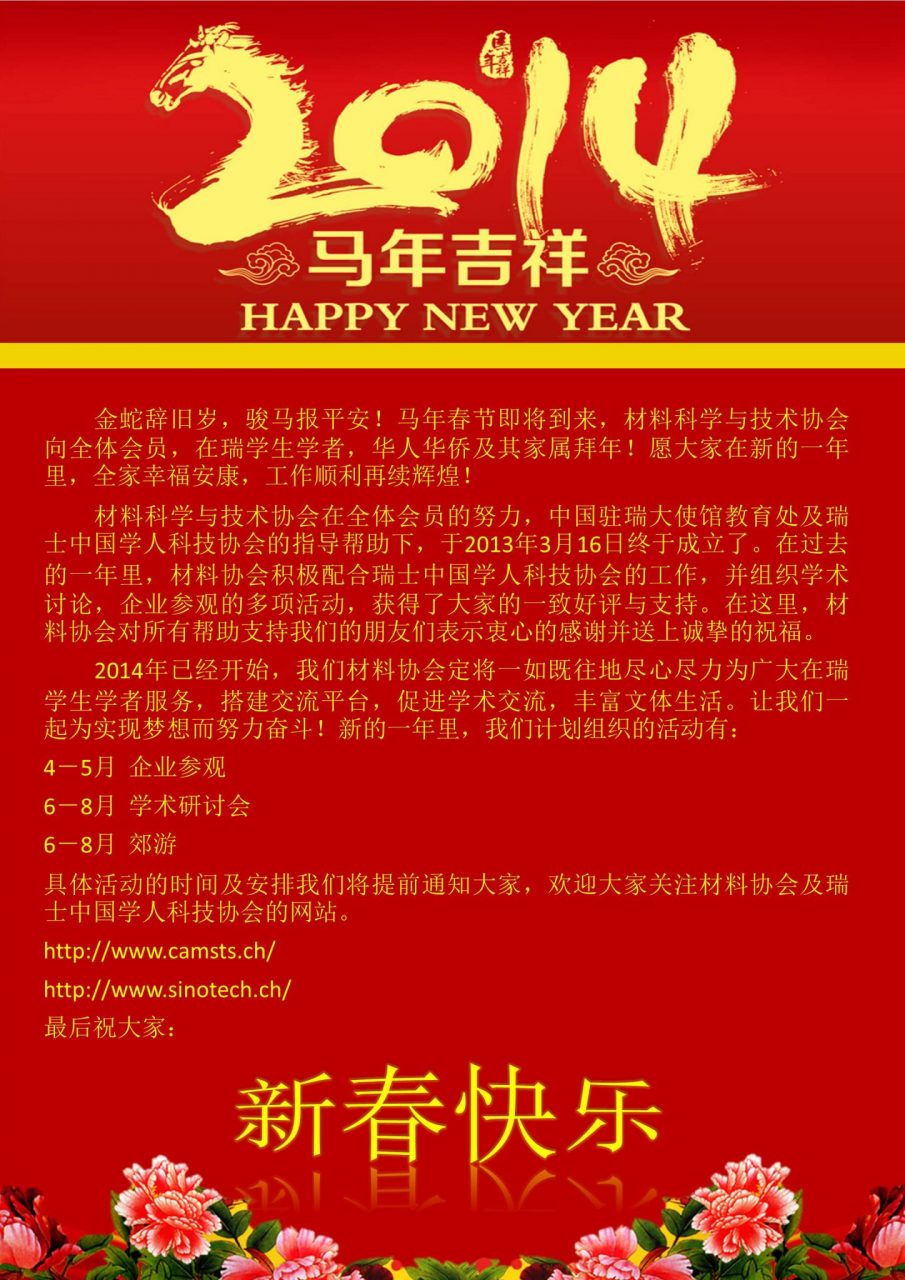 2014
马年吉祥
马年吉祥
HAPPY NEW YEAR
金蛇辞旧岁，骏马报平安！马年春节即将到来，材料科学与技术协会
向全体会员，在瑞学生学者，华人华侨及其家属拜年！愿大家在新的一年
里，全家幸福安康，工作顺利再续辉煌！
材料科学与技术协会在全体会员的努力，中国驻瑞大使馆教育处及瑞
士中国学人科技协会的指导帮助下，于2013年3月16日终于成立了。在过去
的一年里，材料协会积极配合瑞士中国学人科技协会的工作，并组织学术
讨论，企业参观的多项活动，获得了大家的一致好评与支持。在这里，材
料协会对所有帮助支持我们的朋友们表示衷心的感谢并送上诚挚的祝福。
2014年已经开始，我们材料协会定将一如既往地尽心尽力为广大在瑞
学生学者服务，搭建交流平台，促进学术交流，丰富文体生活。让我们一
起为实现梦想而努力奋斗！新的一年里，我们计划组织的活动有：
4－5月 企业参观
6－8月 学术研讨会
6－8月 郊游
具体活动的时间及安排我们将提前通知大家，欢迎大家关注材料协会及瑞
士中国学人科技协会的网站。
http://www.camsts.ch/
http://www.sinotech.ch/
最后祝大家：
新春快乐